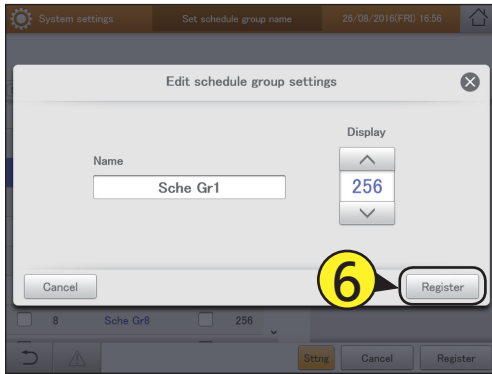 System settings Set schedule group name 26/08/2016(FRI) 16:56
Edit schedule group settings
Display
Name
Sche Gr1
256
6
Cancel Register
8 Sche Gr8 256
Sttng Cancel Register